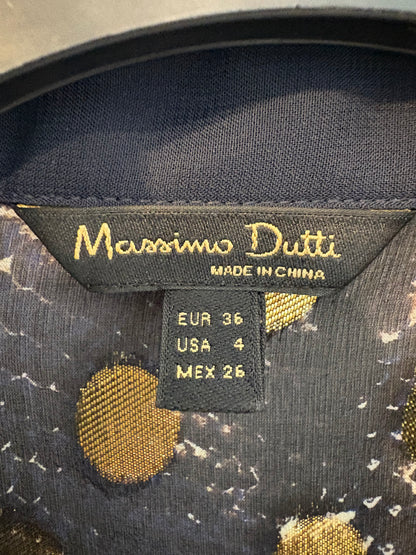 Massimo Dutti
MADE IN CHINA
EUR 36
USA 4
MEX 26